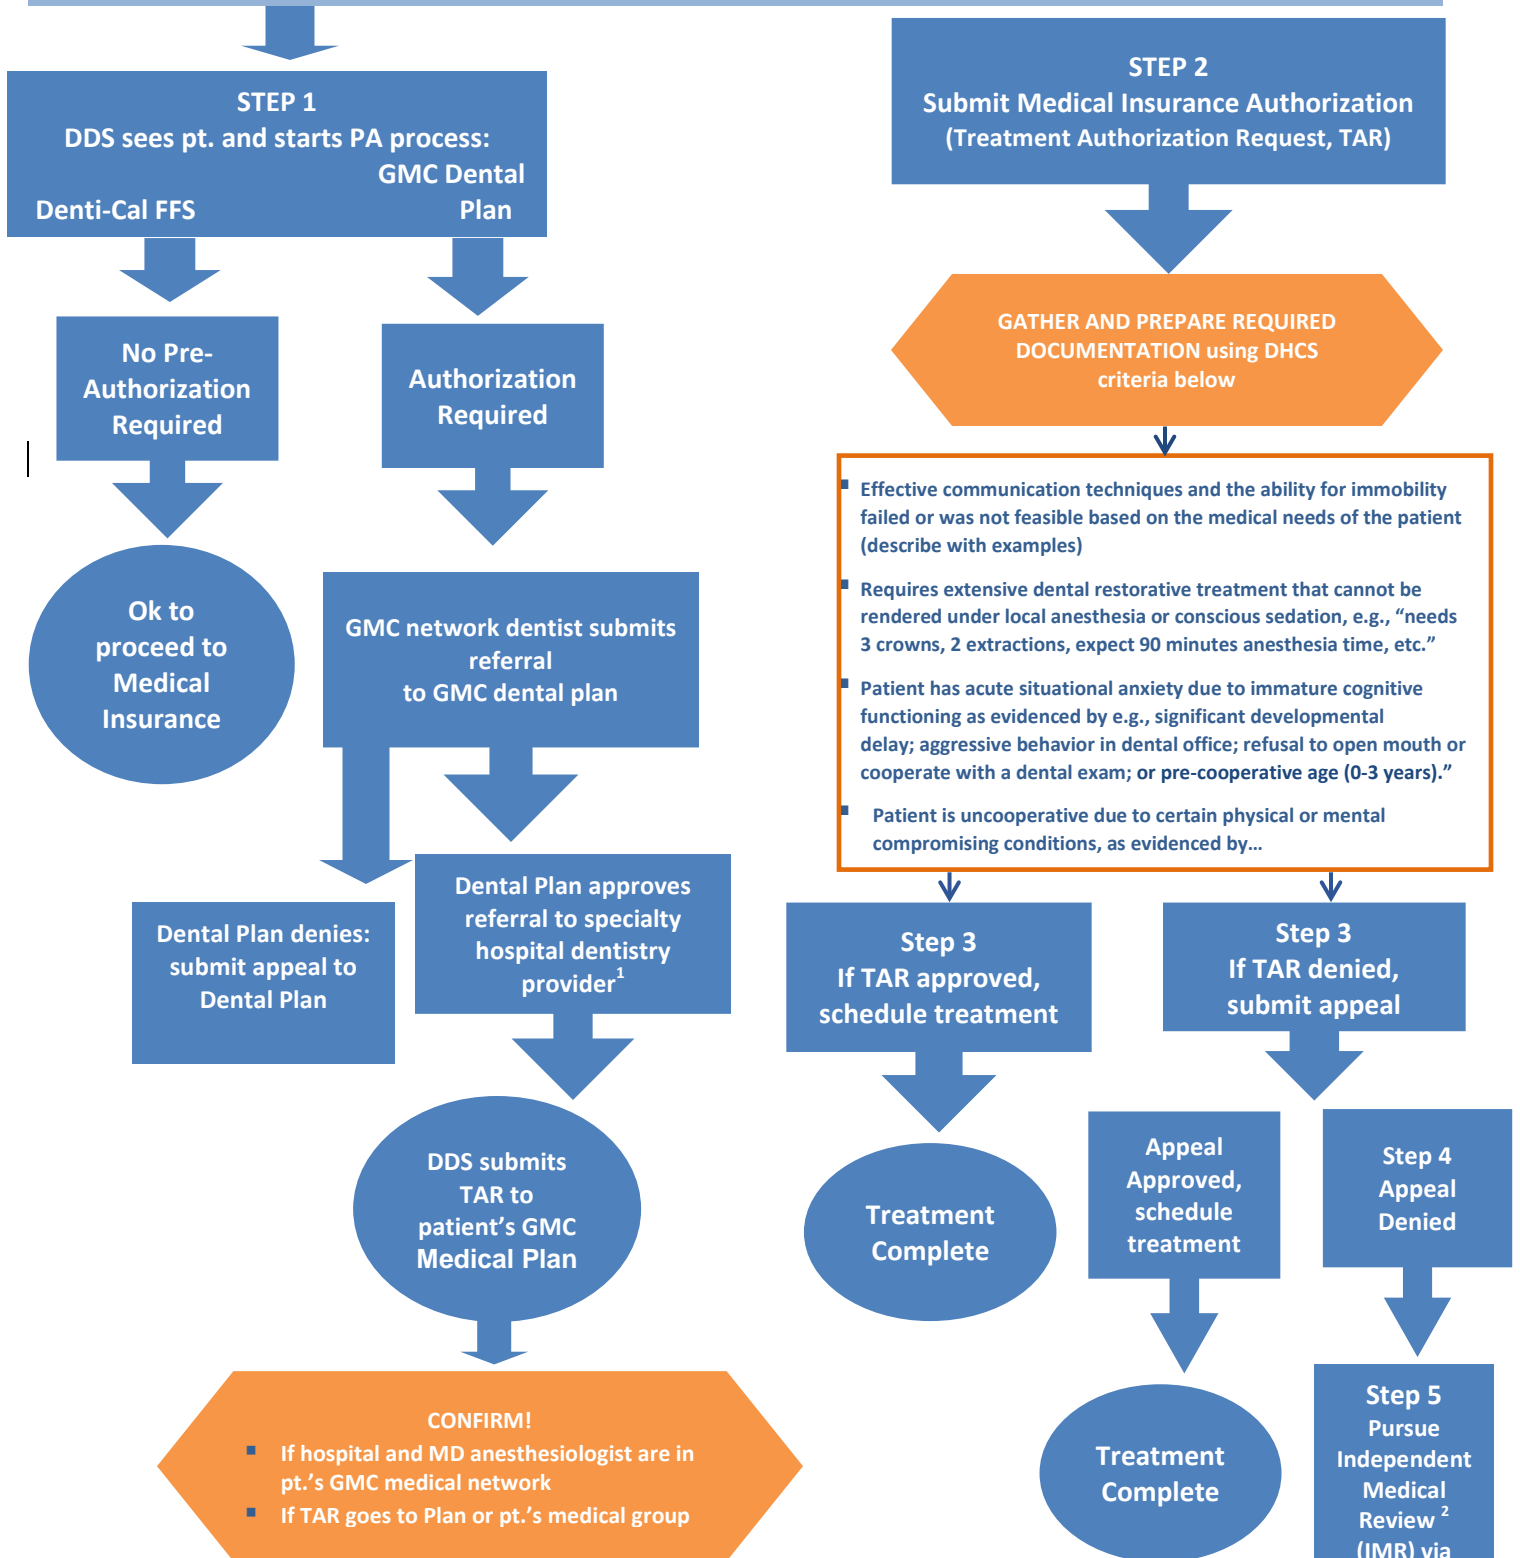 STEP 1
DDS sees pt. and starts PA process:
GMC Dental
Denti-Cal FFS Plan
No Pre-
Authorization
Required
Authorization
Required
Ok to
proceed to
Medical
Insurance
GMC network dentist submits
referral
to GMC dental plan
Dental Plan denies:
submit appeal to
Dental Plan
Dental Plan approves
referral to specialty
hospital dentistry
provider1
DDS submits
TAR to
patient’s GMC
Medical Plan
CONFIRM!
▪ If hospital and MD anesthesiologist are in
pt.’s GMC medical network
▪ If TAR goes to Plan or pt.’s medical group
STEP 2
Submit Medical Insurance Authorization
(Treatment Authorization Request, TAR)
GATHER AND PREPARE REQUIRED
DOCUMENTATION using DHCS
criteria below
▪ Effective communication techniques and the ability for immobility
failed or was not feasible based on the medical needs of the patient
(describe with examples)
▪ Requires extensive dental restorative treatment that cannot be
rendered under local anesthesia or conscious sedation, e.g., “needs
3 crowns, 2 extractions, expect 90 minutes anesthesia time, etc.”
▪ Patient has acute situational anxiety due to immature cognitive
functioning as evidenced by e.g., significant developmental
delay; aggressive behavior in dental office; refusal to open mouth or
cooperate with a dental exam; or pre-cooperative age (0-3 years).”
▪ Patient is uncooperative due to certain physical or mental
compromising conditions, as evidenced by…
Step 3
If TAR approved,
schedule treatment
Treatment
Complete
Step 3
If TAR denied,
submit appeal
Appeal
Approved,
schedule
treatment
Treatment
Complete
Step 4
Appeal
Denied
Step 5
Pursue
Independent
Medical
Review 2
(IMR) via